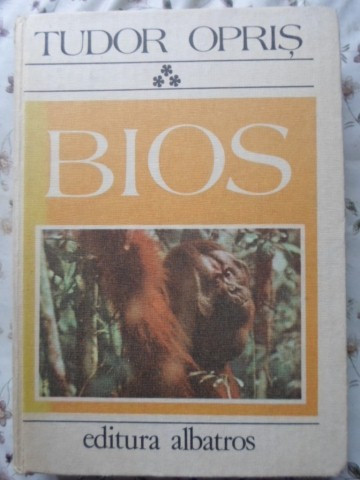 TUDOR OPRIȘ
***
BIOS
editura albatros